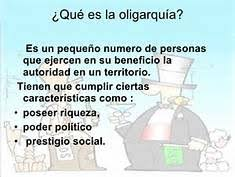 ¿Qué es la oligarquía?
Es un pequeño numero de personas
que ejercen en su beneficio la
autoridad en un territorio.
Tienen que cumplir ciertas
características como :
• poseer riqueza,
• poder político
• prestigio social.